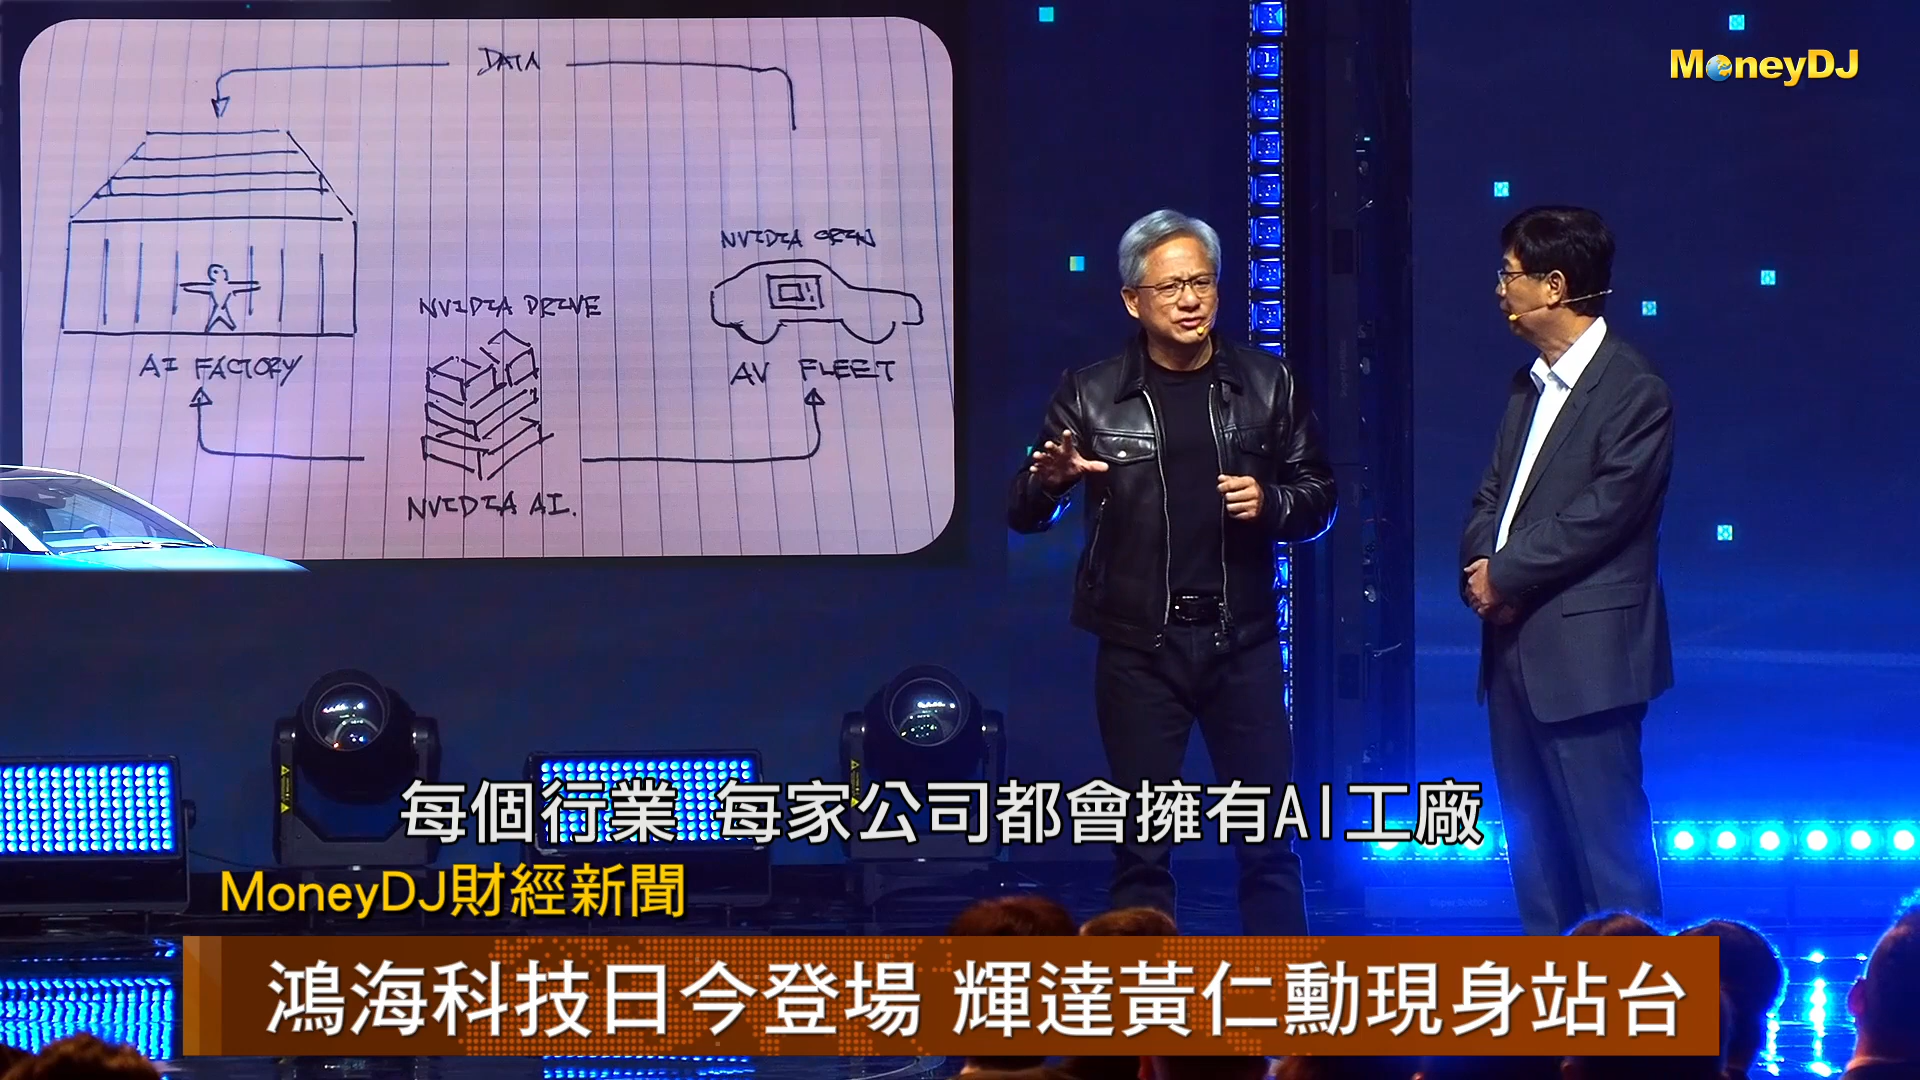 MoneyDJ
DATA
NVIDIA ORIN
NVIDIA DRIVE
AI FACTORY
AV FLEET
NVIDIA AI.
每個行業 每家公司都會擁有AI工廠
MoneyDJ財經新聞
鴻海科技日今登場 輝達黃仁勳現身站台